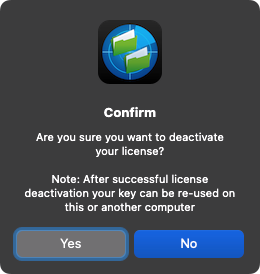 Confirm
Are you sure you want to deactivate
your license?
Note: After successful license
deactivation your key can be re-used on
this or another computer
Yes
No